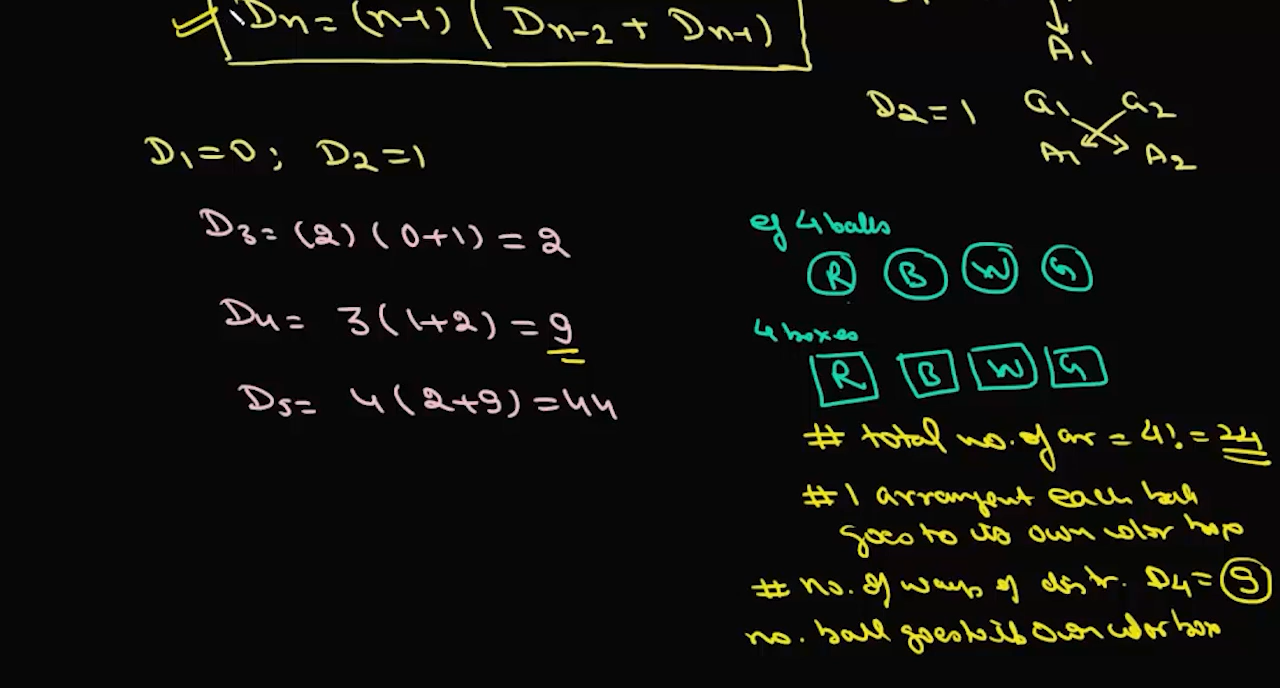 Dn = (n-1) ( Dn-2 + Dn-1)
A1
D2 = 1 a1 a2
A1 A2
D1=0; D2=1
D3= (2) ( 0+1) = 2
D4= 3(1+2) = 9
D5= 4(2+9) =44
eg 4 balls
R B W G
4 boxes
R B W G
# total no. of ar = 4! = 24
# 1 arrangent each ball
goes to its own color box
# no. of ways of distr. D4 = 9
no. ball goes to its own color box